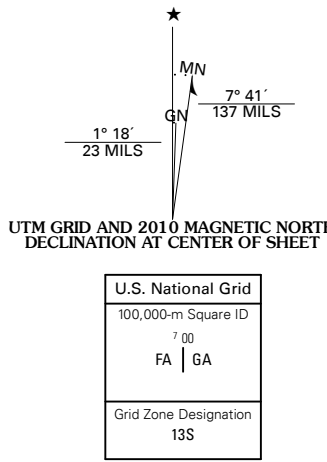 ★
MN
7° 41´
137 MILS
GN
1° 18´
23 MILS
UTM GRID AND 2010 MAGNETIC NORTH
DECLINATION AT CENTER OF SHEET
U.S. National Grid
100,000-m Square ID
7 00
FA | GA
Grid Zone Designation
13S